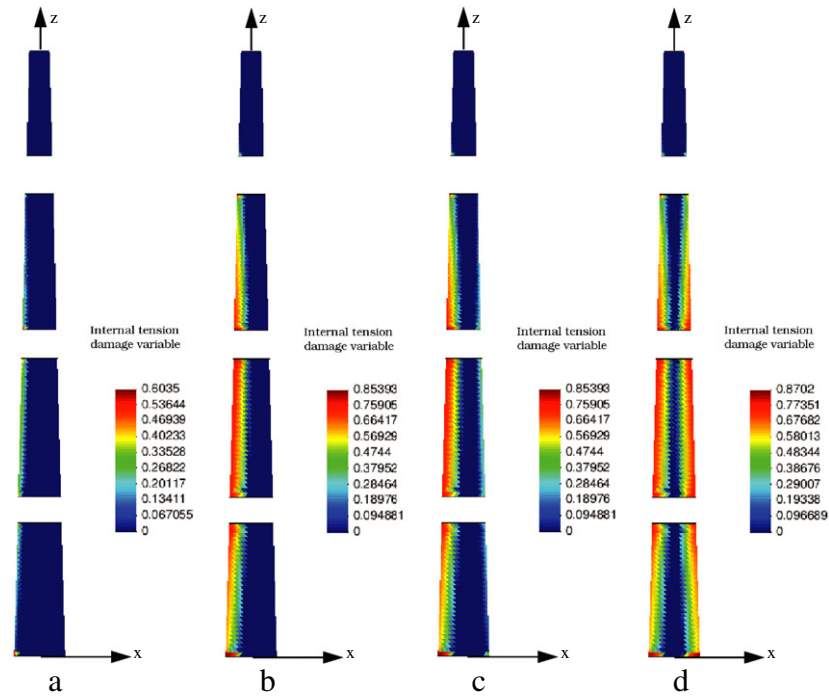 z
z
z
z
Internal tension
damage variable
0.6035
0.53644
0.46939
0.40233
0.33528
0.26822
0.20117
0.13411
0.067055
0
Internal tension
damage variable
0.85393
0.75905
0.66417
0.56929
0.4744
0.37952
0.28464
0.18976
0.094881
0
Internal tension
damage variable
0.85393
0.75905
0.66417
0.56929
0.4744
0.37952
0.28464
0.18976
0.094881
0
Internal tension
damage variable
0.8702
0.77351
0.67682
0.58013
0.48344
0.38676
0.29007
0.19338
0.096689
0
x
x
x
x
a
b
c
d